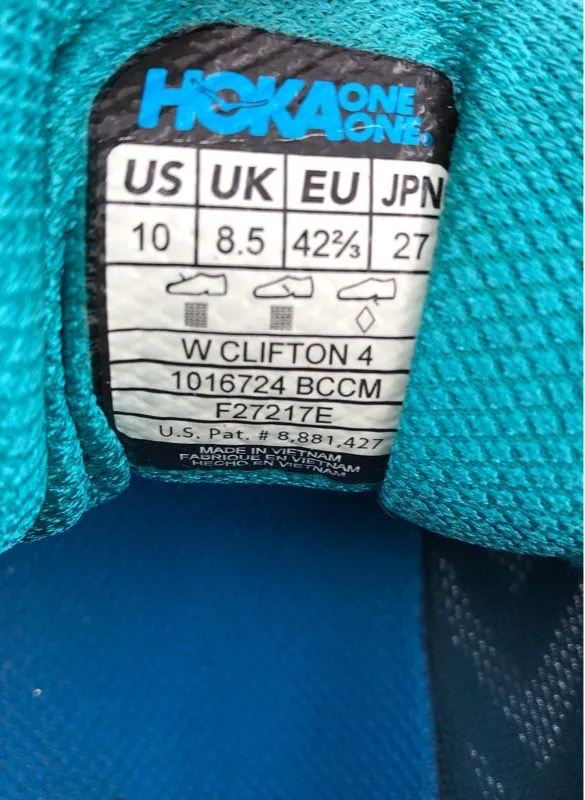 HOKA ONE ONE®
US UK EU JPN
10 8.5 42⅔ 27
W CLIFTON 4
1016724 BCCM
F27217E
U.S. Pat. # 8,881,427
MADE IN VIETNAM
FABRIQUE EN VIETNAM
HECHO EN VIETNAM